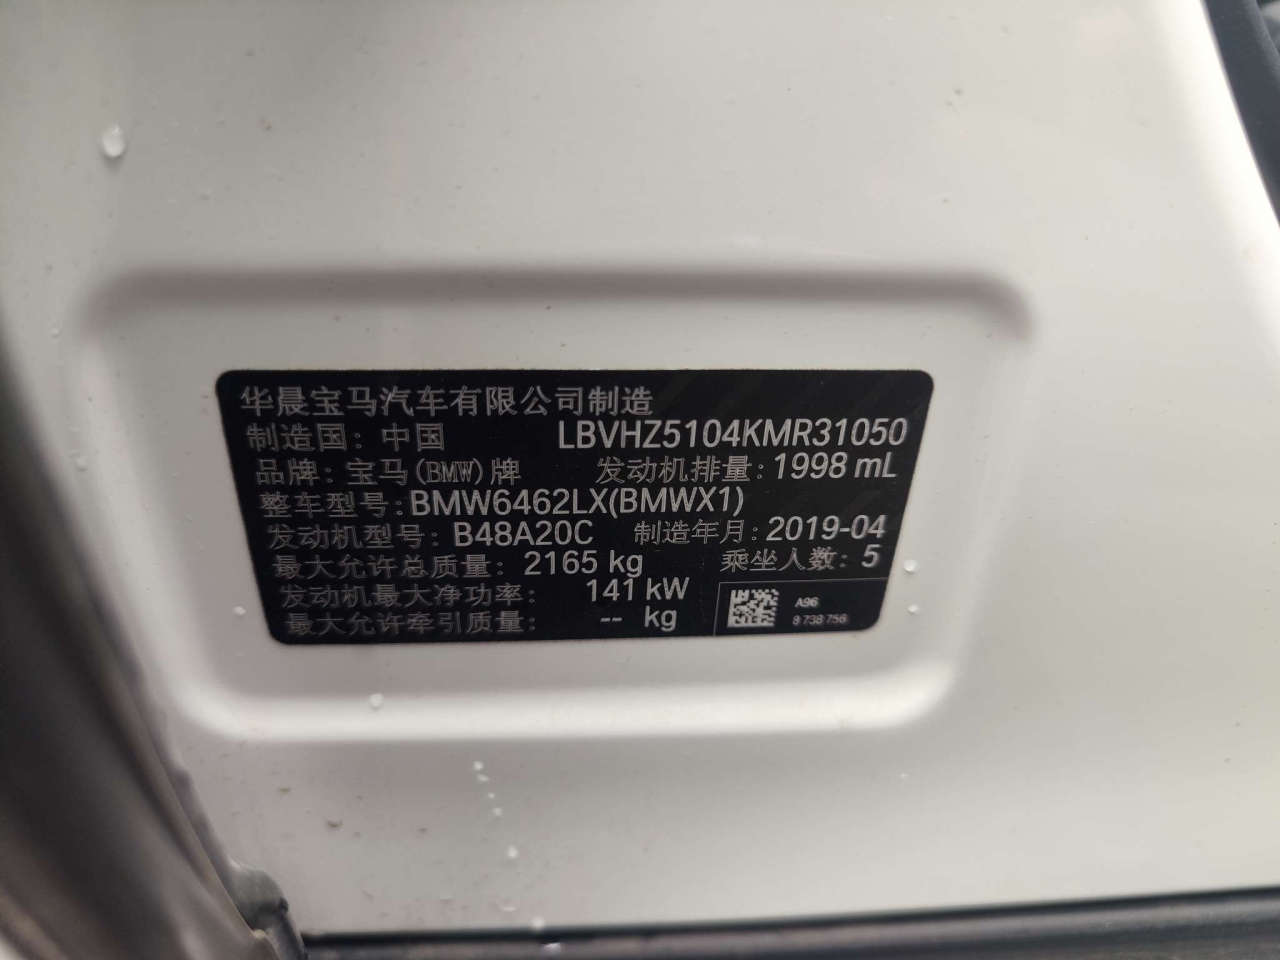 华晨宝马汽车有限公司制造
制造国: 中国 LBVHZ5104KMR31050
品牌: 宝马(BMW)牌 发动机排量: 1998 mL
整车型号: BMW6462LX(BMWX1)
发动机型号: B48A20C 制造年月: 2019-04
最大允许总质量: 2165 kg 乘坐人数: 5
发动机最大净功率: 141 kW
最大允许牵引质量: -- kg
A96
8 738 756